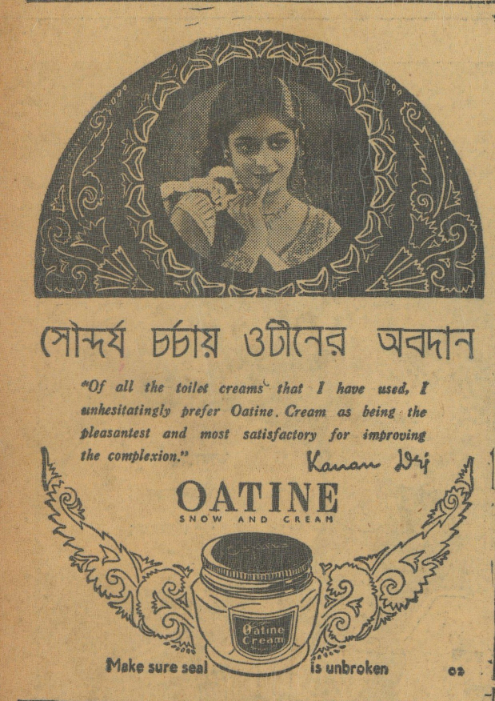 সৌন্দর্য চর্চায় ওটীনের অবদান
"Of all the toilet creams that I have used, I
unhesitatingly prefer Oatine Cream as being the
pleasantest and most satisfactory for improving
the complexion."
Kanan Devi
OATINE
SNOW AND CREAM
Oatine
Cream
Make sure seal is unbroken